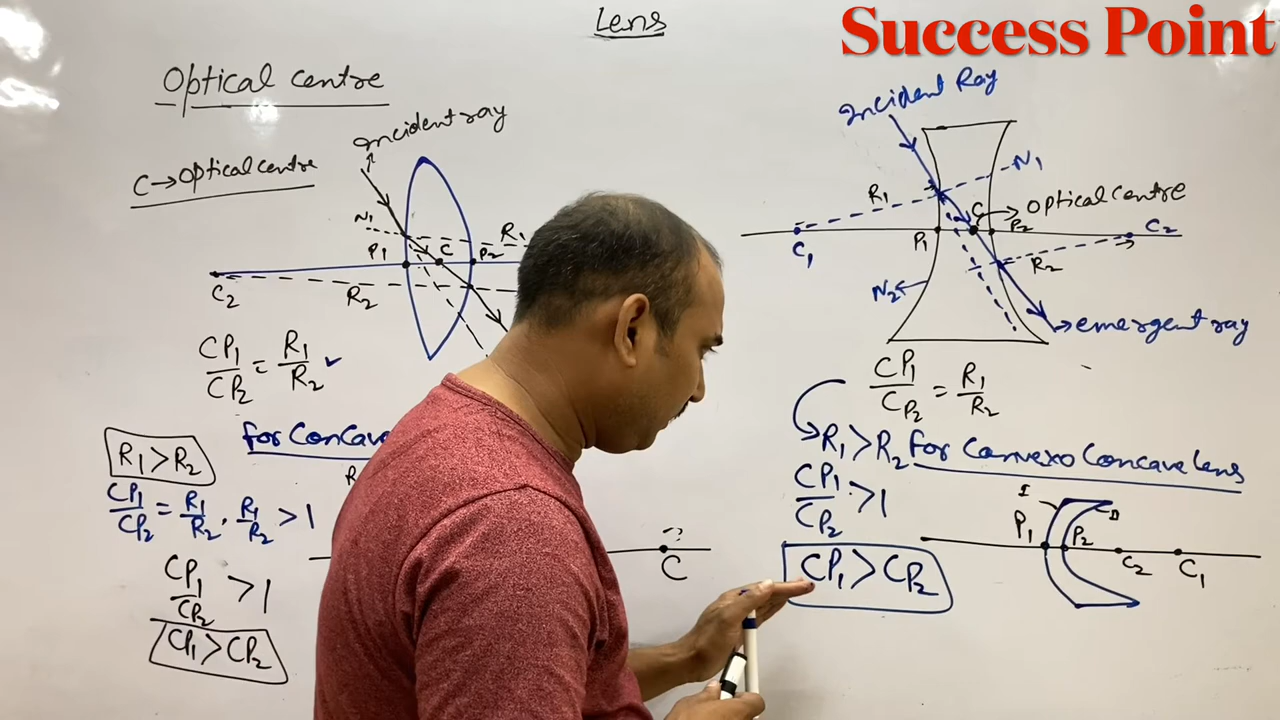 Lens
Success Point
Optical centre
C→Optical centre
Incident ray
N1
P1
C
P2
R1
C2
R2
CP1/CP2 = R1/R2 ✓
R1 > R2
CP1/CP2 = R1/R2 . R1/R2 > 1
CP1/CP2 > 1
CP1 > CP2
for Concave
R
C
Incident Ray
N1
R1
C
→Optical centre
C1
P1
P2
C2
R2
N2
→emergent ray
CP1/CP2 = R1/R2
R1 > R2
CP1/CP2 > 1
CP1 > CP2
For Convexo Concave Lens
I
P1
P2
C2
C1